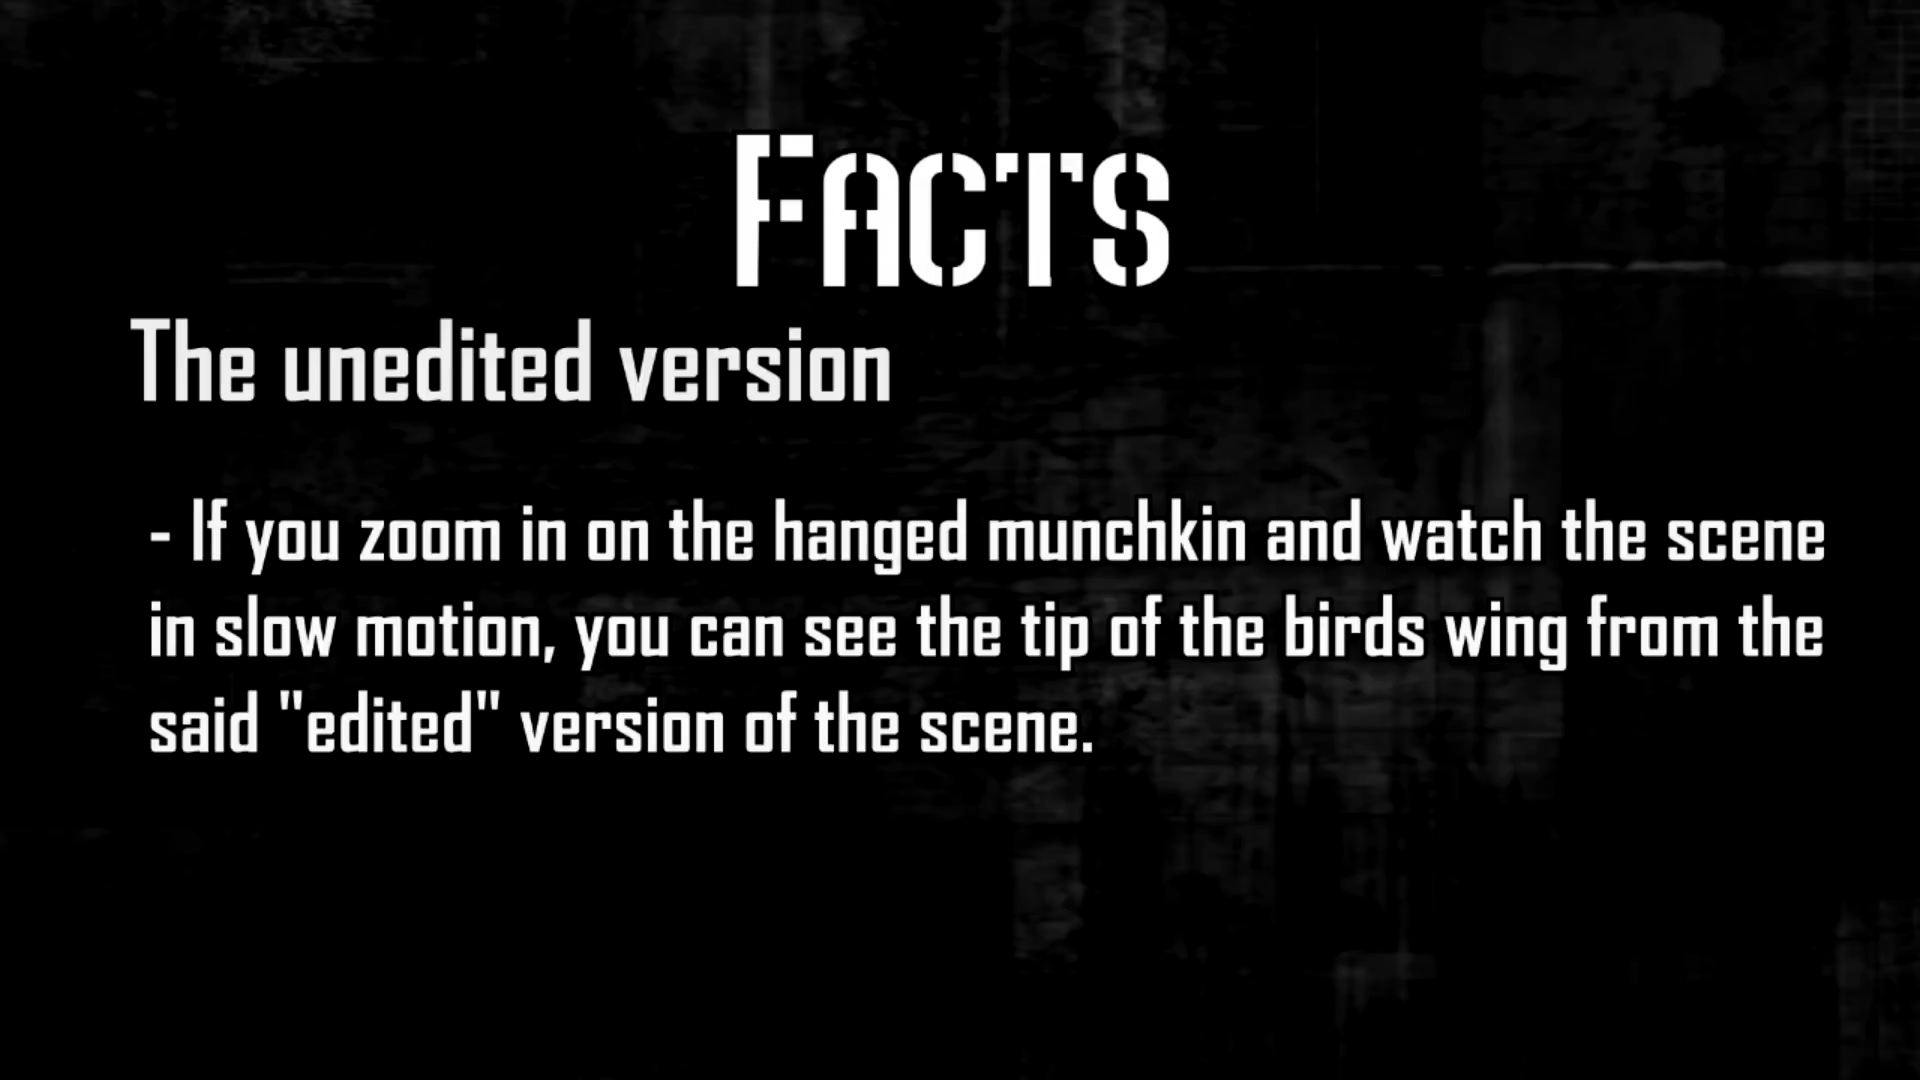 Facts
The unedited version
- If you zoom in on the hanged munchkin and watch the scene
in slow motion, you can see the tip of the birds wing from the
said "edited" version of the scene.